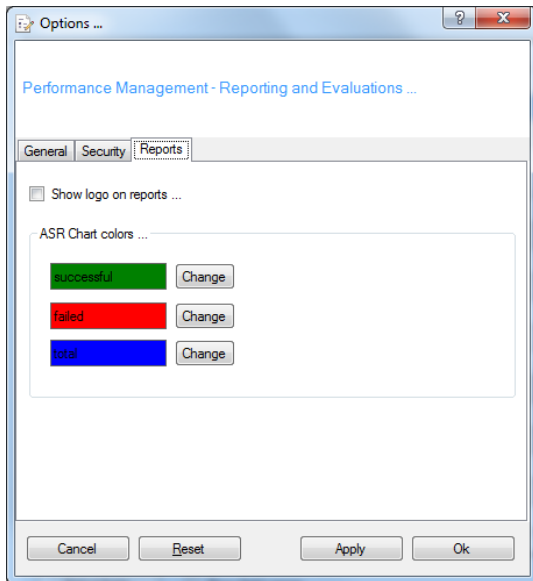 Options ...
?
X
Performance Management - Reporting and Evaluations ...
General Security Reports
Show logo on reports ...
ASR Chart colors ...
successful Change
failed Change
total Change
Cancel Reset Apply Ok